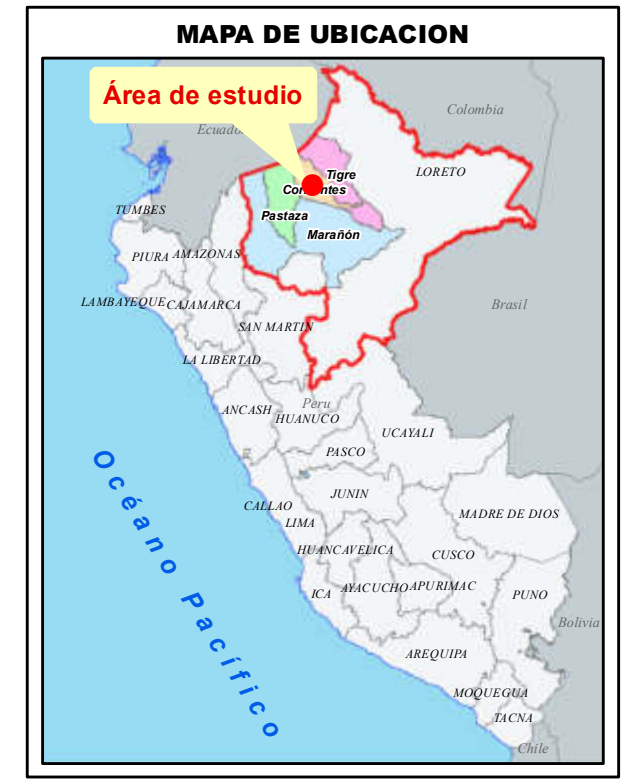 MAPA DE UBICACION
Área de estudio
Colombia
Ecuador
Tigre
LORETO
Corrientes
Pastaza
TUMBES
Marañón
PIURA
AMAZONAS
LAMBAYEQUE
CAJAMARCA
Brasil
SAN MARTIN
LA LIBERTAD
Peru
ANCASH
HUANUCO
UCAYALI
PASCO
Océano Pacífico
JUNIN
CALLAO
MADRE DE DIOS
LIMA
HUANCAVELICA
CUSCO
ICA
AYACUCHO
APURIMAC
PUNO
Bolivia
AREQUIPA
MOQUEGUA
TACNA
Chile